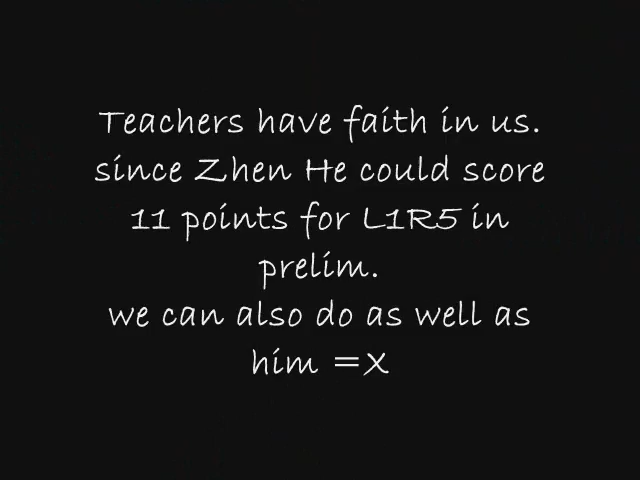 Teachers have faith in us.
since Zhen He could score
11 points for L1R5 in
prelim.
we can also do as well as
him =X